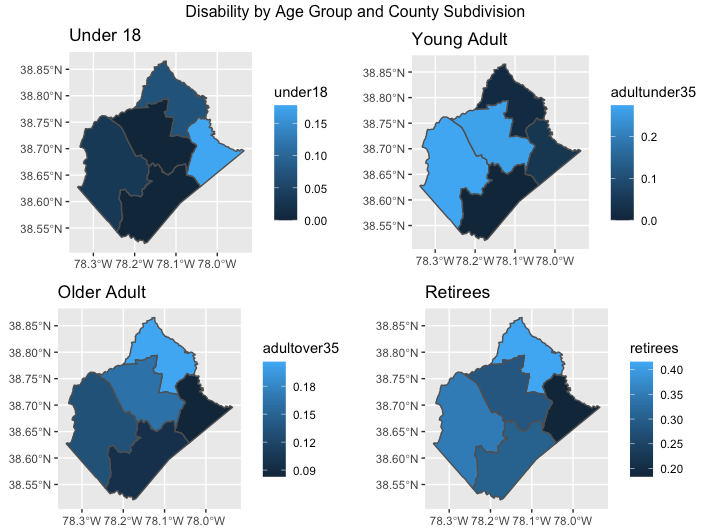 Disability by Age Group and County Subdivision
Under 18
38.85°N
38.80°N
38.75°N
38.70°N
38.65°N
38.60°N
38.55°N
78.3°W 78.2°W 78.1°W 78.0°W
under18
0.15
0.10
0.05
0.00
Young Adult
38.85°N
38.80°N
38.75°N
38.70°N
38.65°N
38.60°N
38.55°N
78.3°W 78.2°W 78.1°W 78.0°W
adultunder35
0.2
0.1
0.0
Older Adult
38.85°N
38.80°N
38.75°N
38.70°N
38.65°N
38.60°N
38.55°N
78.3°W 78.2°W 78.1°W 78.0°W
adultover35
0.18
0.15
0.12
0.09
Retirees
38.85°N
38.80°N
38.75°N
38.70°N
38.65°N
38.60°N
38.55°N
78.3°W 78.2°W 78.1°W 78.0°W
retirees
0.40
0.35
0.30
0.25
0.20